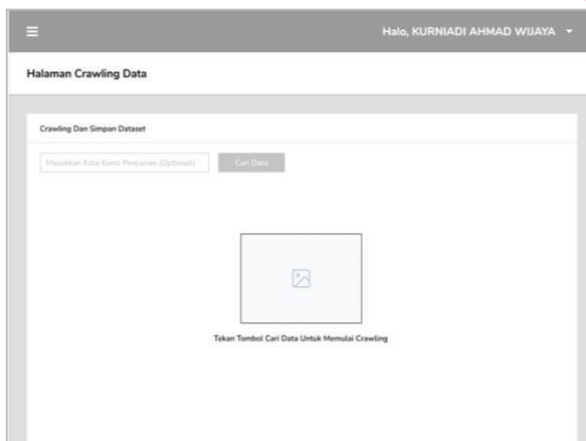 Halo, KURNIADI AHMAD WIJAYA
Halaman Crawling Data
Crawling Dan Simpan Dataset
Masukkan Kata Kunci Pencarian (Optional)
Cari Data
Tekan Tombol Cari Data Untuk Memulai Crawling